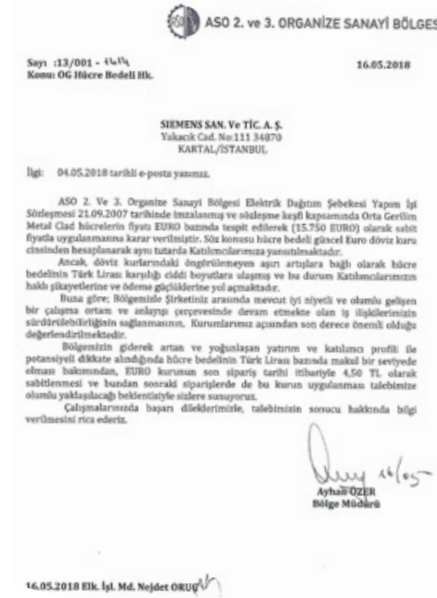 ASO 2. ve 3. ORGANİZE SANAYİ BÖLGES
Sayı :13/001 -
16.05.2018
Konu: OG Hücre Bedeli Hk.
SIEMENS SAN. Ve TİC. A. Ş.
Yakacık Cad. No:111 34870
KARTAL/İSTANBUL
İlgi: 04.05.2018 tarihli e-posta yazınız.
ASO 2. Ve 3. Organize Sanayi Bölgesi Elektrik Dağıtım Şebekesi Yapım İşi
Sözleşmesi 21.09.2007 tarihinde imzalanmış ve sözleşme keşfi kapsamında Orta Gerilim
Metal Clad hücrelerin fiyatı EURO bazında tespit edilerek (15.750 EURO) olarak sabit
fiyatla uygulanmasına karar verilmiştir. Söz konusu hücre bedeli güncel Euro döviz kuru
cinsinden hesaplanarak aynı tutarda Katılımcılarımıza yansıtılmaktadır.
Ancak, döviz kurlarındaki öngörülemeyen aşırı artışlara bağlı olarak hücre
bedelinin Türk Lirası karşılığı ciddi boyutlara ulaşmış ve bu durum Katılımcılarımızın
haklı şikayetlerine ve ödeme güçlüklerine yol açmaktadır.
Buna göre; Bölgemizle Şirketiniz arasında mevcut iyi niyetli ve olumlu gelişen
bir çalışma ortam ve anlayışı çerçevesinde devam etmekte olan iş ilişkilerimizin
sürdürülebilirliğinin sağlanmasının, Kurumlarımız açısından son derece önemli olduğu
değerlendirilmektedir.
Bölgemizin giderek artan ve yoğunlaşan yatırım ve katılımcı profili ile
potansiyeli dikkate alındığında hücre bedelinin Türk Lirası bazında makul bir seviyede
olması bakımından, EURO kurunun son sipariş tarihi itibariyle 4,50 TL olarak
sabitlenmesi ve bundan sonraki siparişlerde de bu kurun uygulanması talebimize
olumlu yaklaşılacağı beklentisiyle sizlere sunuyoruz.
Çalışmalarınızda başarı dileklerimizle, talebimizin sonucu hakkında bilgi
verilmesini rica ederiz.
16/05
Ayhan ÖZER
Bölge Müdürü
16.05.2018 Elk. İşl. Md. Nejdet ORUÇ